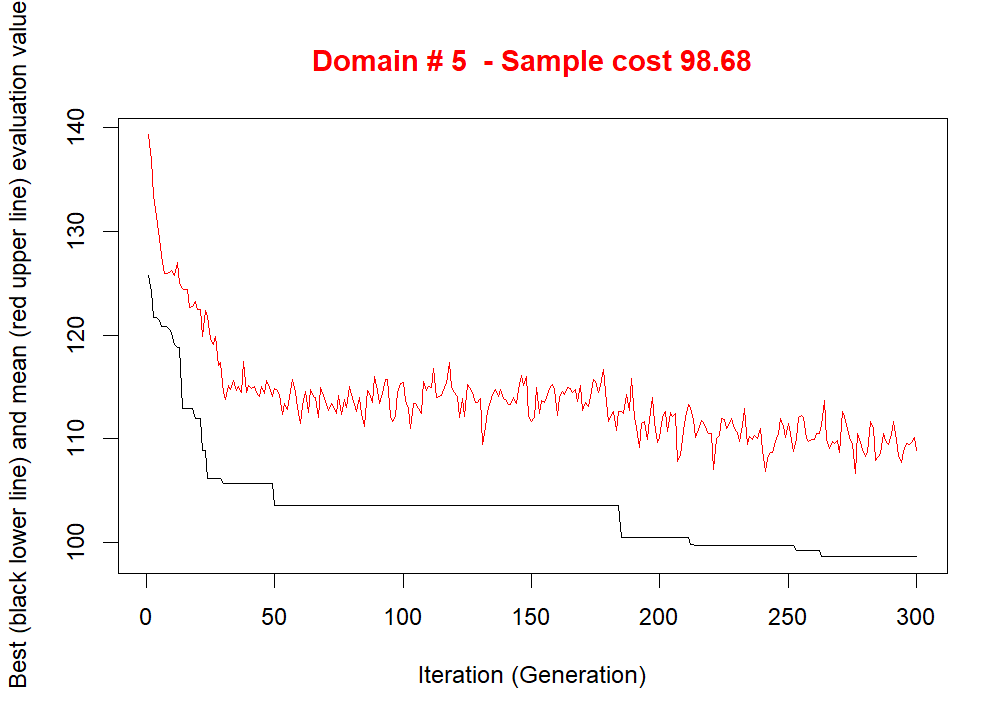 Domain # 5  - Sample cost 98.68
Best (black lower line) and mean (red upper line) evaluation value
140
130
120
110
100
0 50 100 150 200 250 300
Iteration (Generation)